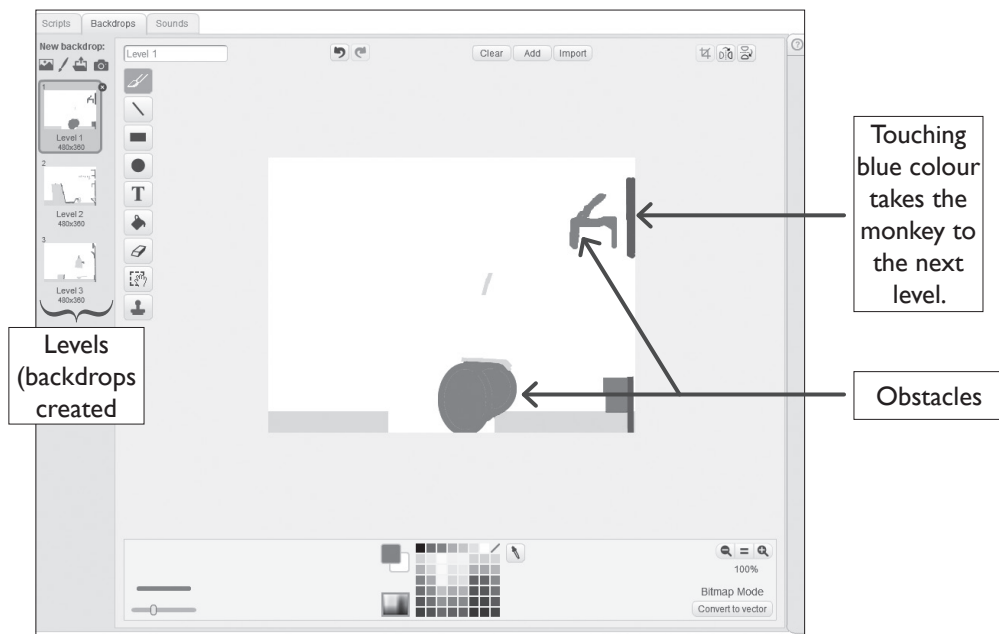 Scripts
Backdrops
Sounds
New backdrop:
Level 1
Clear
Add
Import
1
Level 1
480x360
2
Level 2
480x360
3
Level 3
480x360
T
Levels
(backdrops
created
Touching
blue colour
takes the
monkey to
the next
level.
Obstacles
100%
Bitmap Mode
Convert to vector